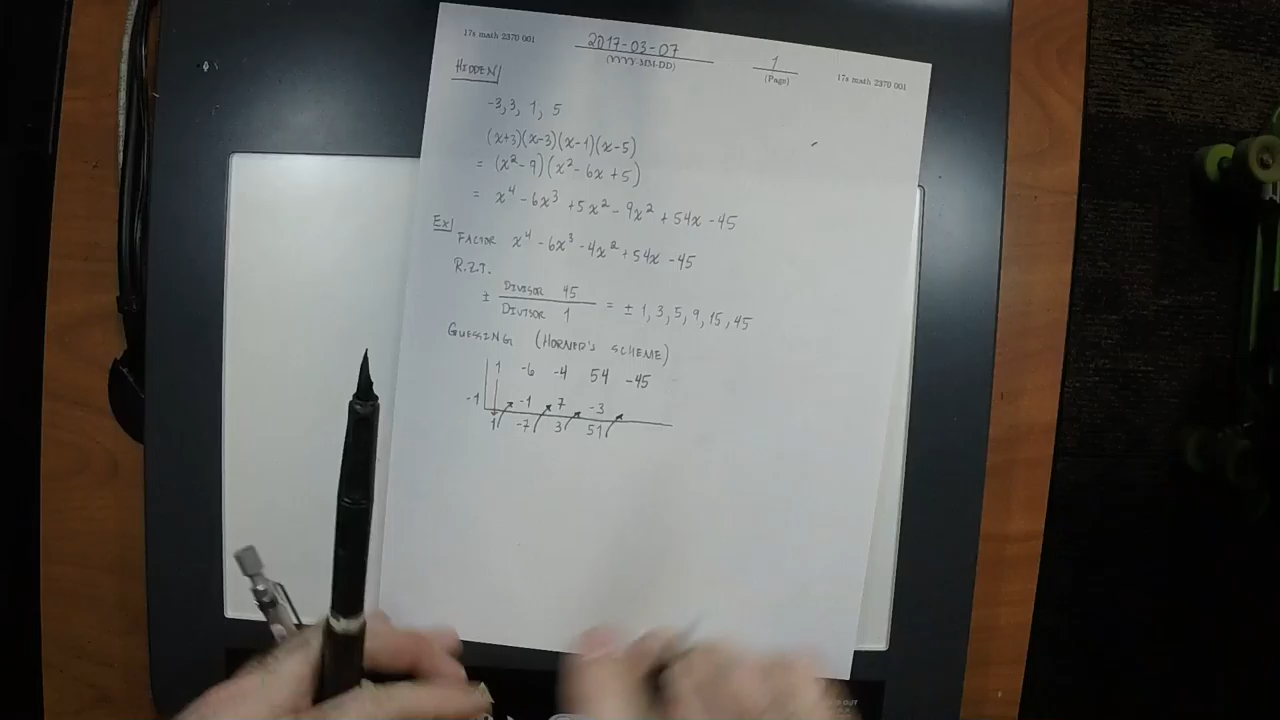 17s math 2370 001 2017-03-07 1 17s math 2370 001
(YYYY-MM-DD) (Page)
HIDDEN
-3, 3, 1, 5
(x+3)(x-3)(x-1)(x-5)
= (x² - 9)(x² - 6x + 5)
= x⁴ - 6x³ + 5x² - 9x² + 54x - 45
Ex FACTOR x⁴ - 6x³ - 4x² + 54x - 45
R.Z.T.
± DIVISOR 45 / DIVISOR 1 = ± 1, 3, 5, 9, 15, 45
GUESSING (HORNER'S SCHEME)
1 -6 -4 54 -45
-1 -1 7 -3
1 -7 3 51